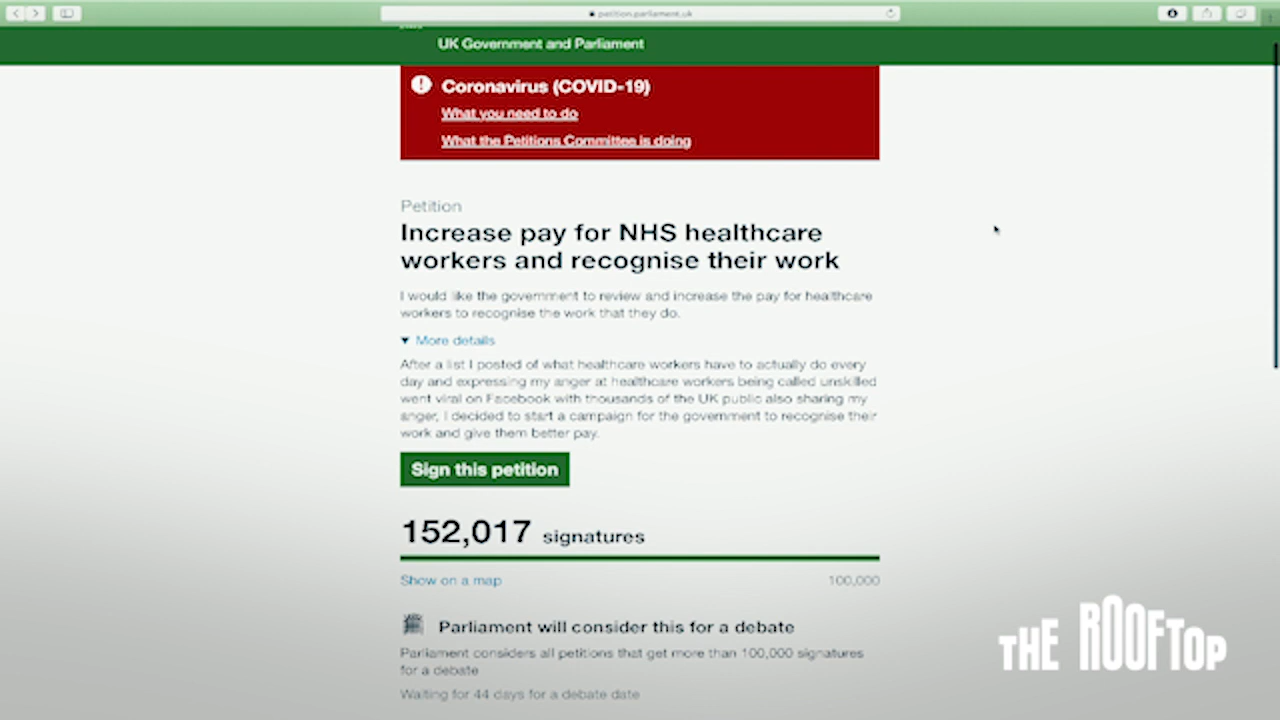 petition.parliament.uk
UK Government and Parliament
Coronavirus (COVID-19)
What you need to do
What the Petitions Committee is doing
Petition
Increase pay for NHS healthcare
workers and recognise their work
I would like the government to review and increase the pay for healthcare
workers to recognise the work that they do.
More details
After a list I posted of what healthcare workers have to actually do every
day and expressing my anger at healthcare workers being called unskilled
went viral on Facebook with thousands of the UK public also sharing my
anger, I decided to start a campaign for the government to recognise their
work and give them better pay.
Sign this petition
152,017 signatures
Show on a map 100,000
Parliament will consider this for a debate
Parliament considers all petitions that get more than 100,000 signatures
for a debate
Waiting for 44 days for a debate date
THE ROOFTOP